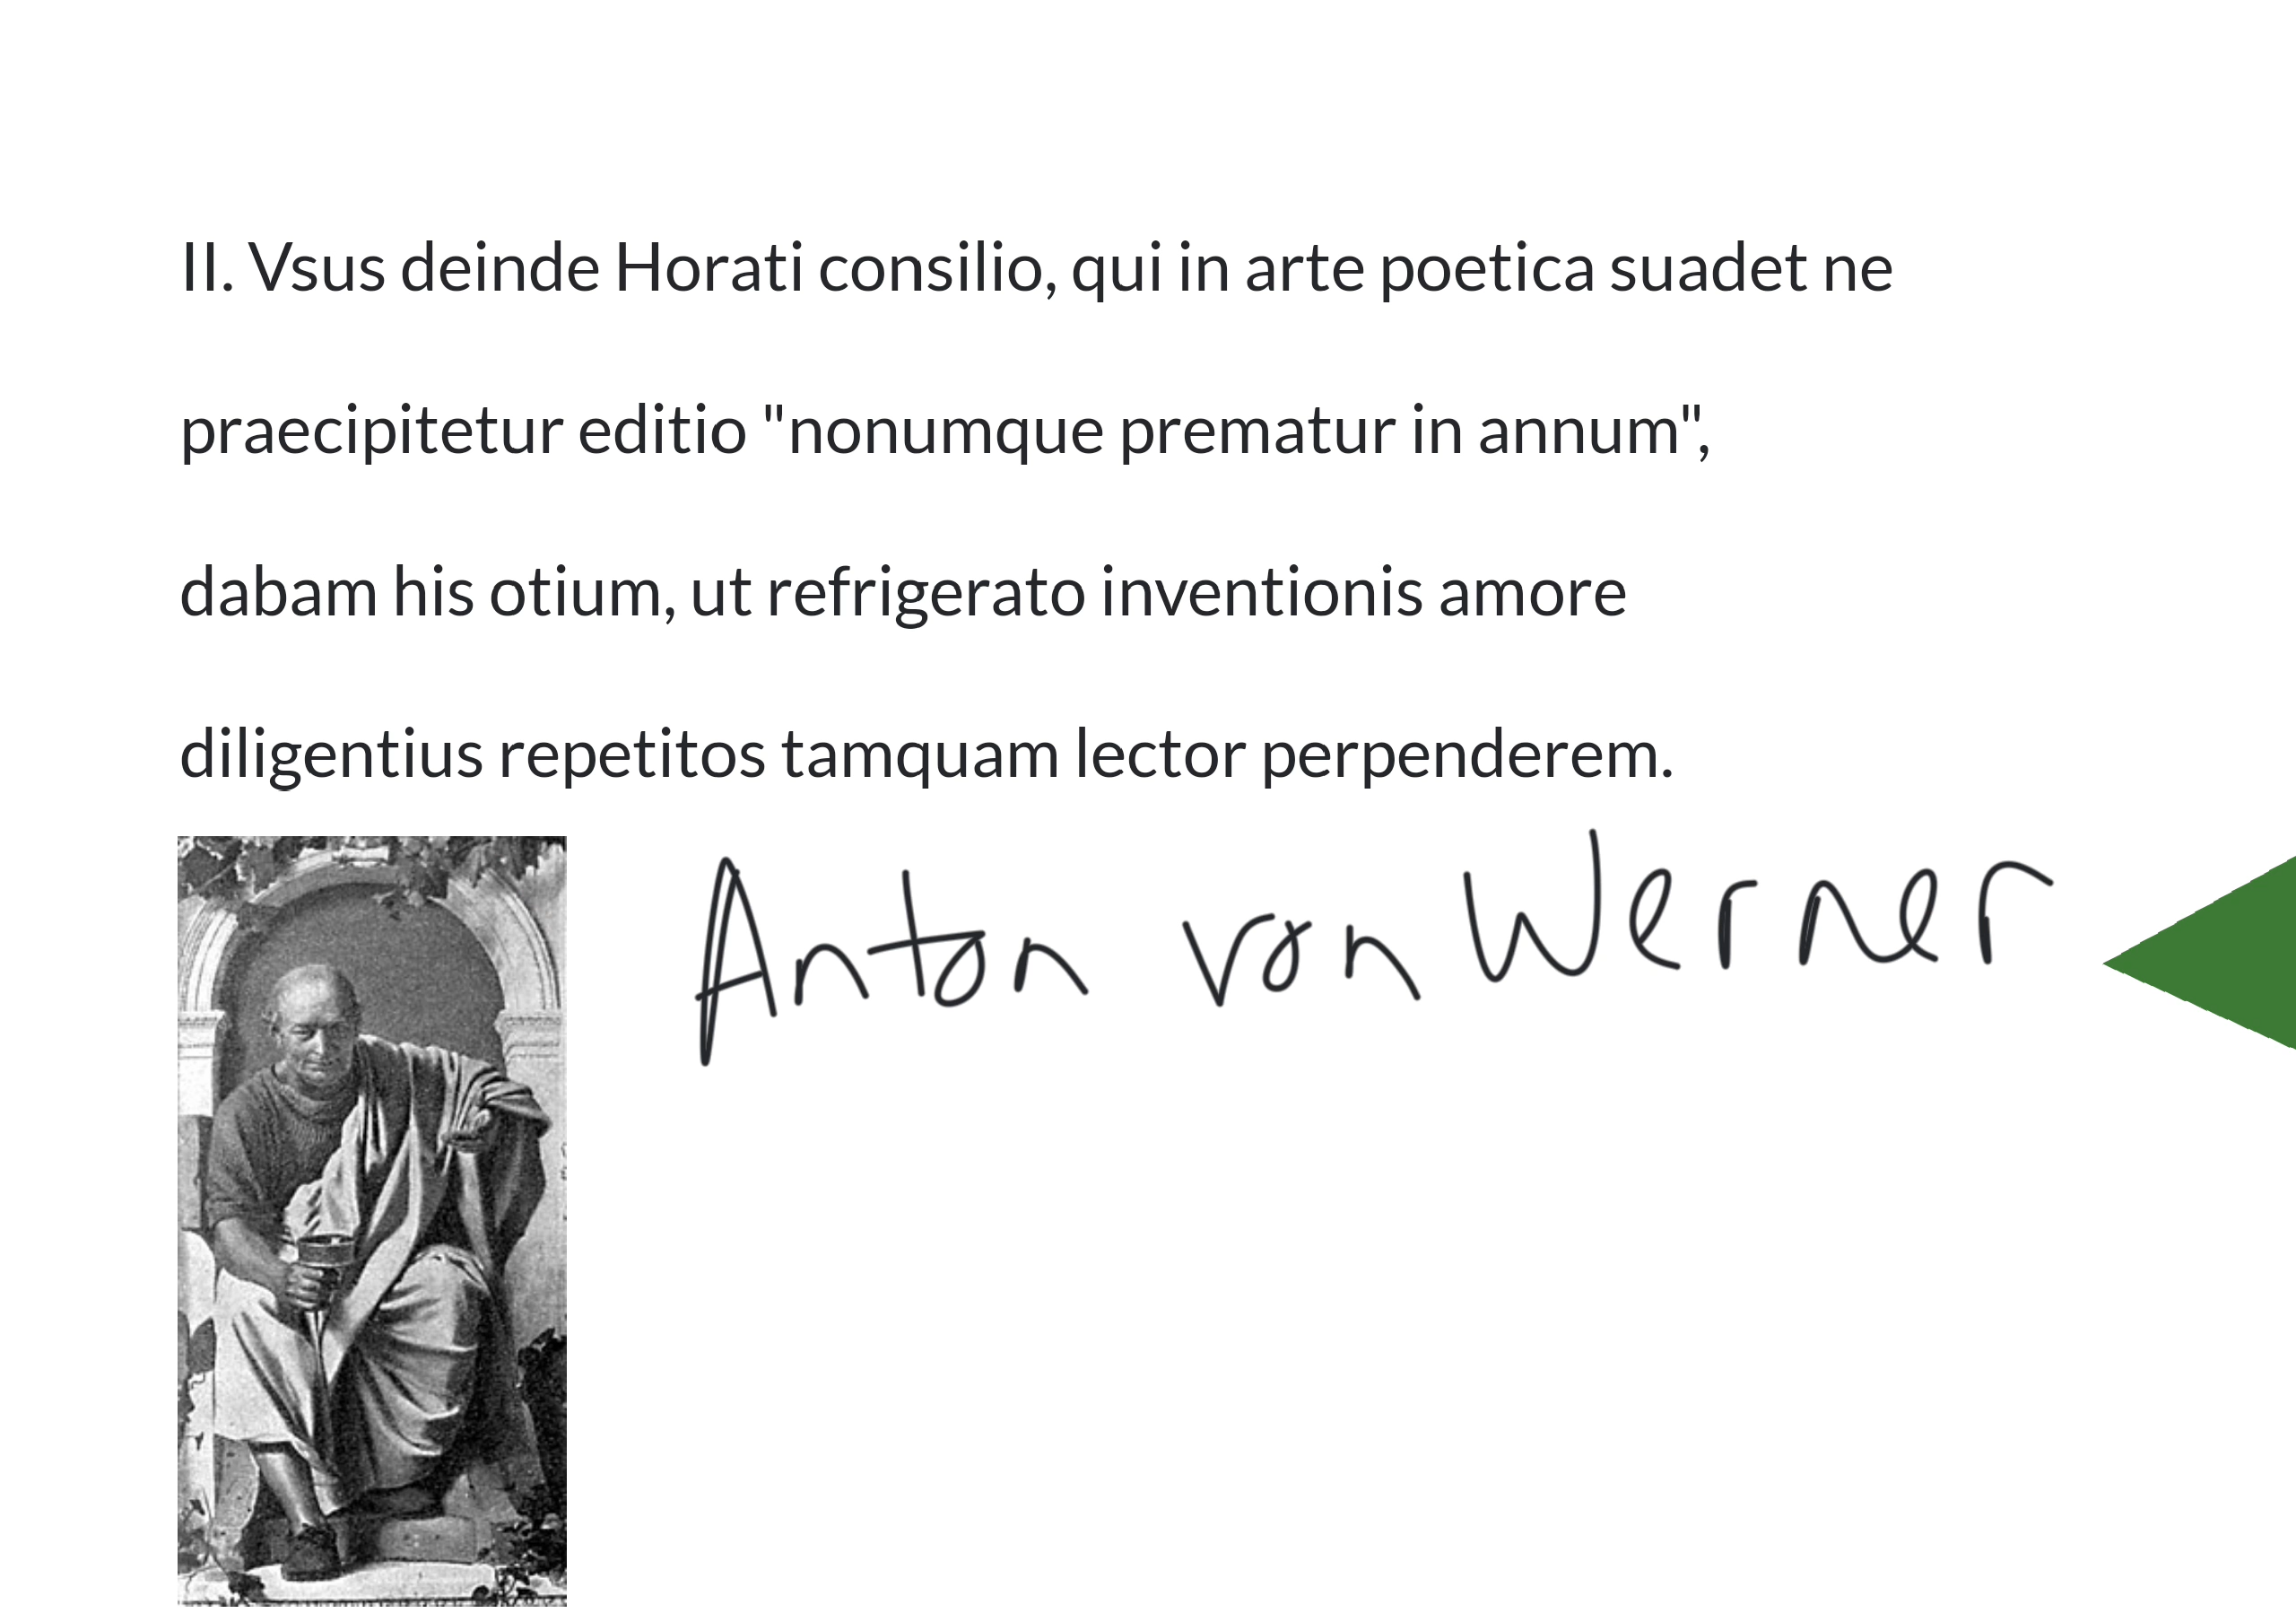 II. Vsus deinde Horati consilio, qui in arte poetica suadet ne
praecipitetur editio "nonumque prematur in annum",
dabam his otium, ut refrigerato inventionis amore
diligentius repetitos tamquam lector perpenderem.
Anton von Werner